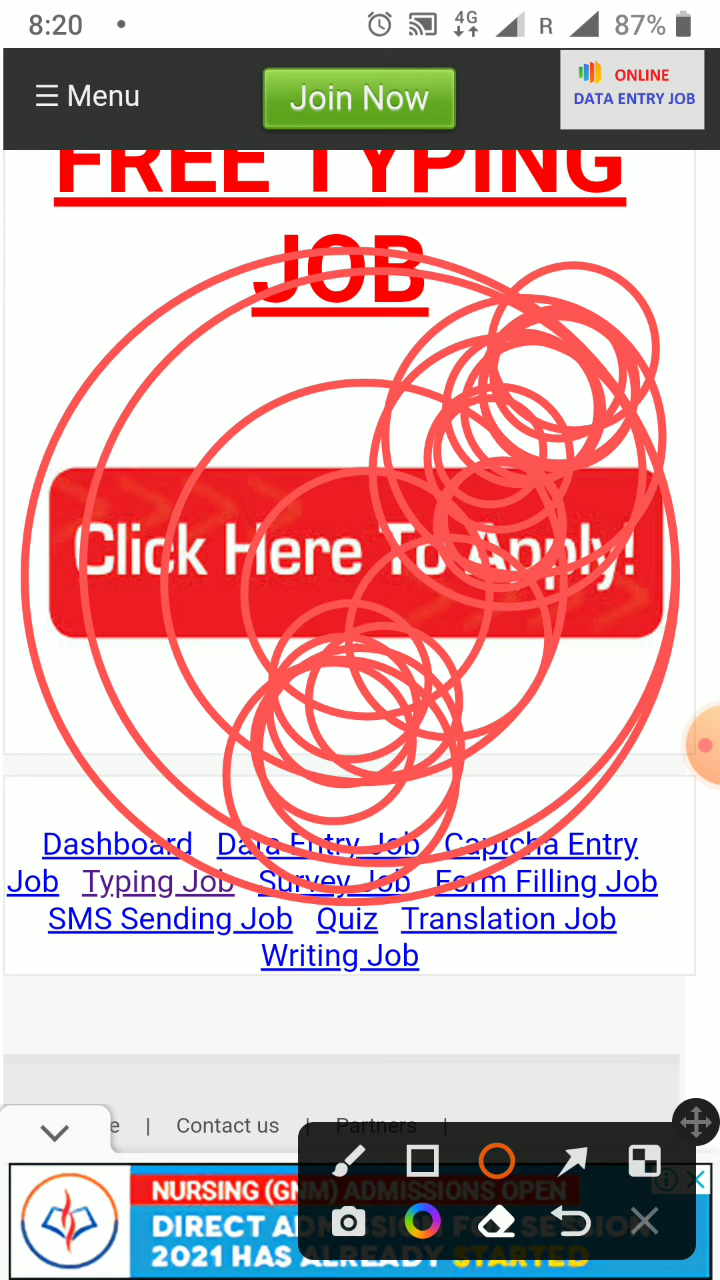 8:20
4G
R
87%
☰ Menu
Join Now
ONLINE
DATA ENTRY JOB
FREE TYPING
JOB
Click Here To Apply!
Dashboard Data Entry Job Captcha Entry
Job Typing Job Survey Job Form Filling Job
SMS Sending Job Quiz Translation Job
Writing Job
e | Contact us | Partners |
NURSING (GNM) ADMISSIONS OPEN
DIRECT ADMISSION FOR SESSION
2021 HAS ALREADY STARTED